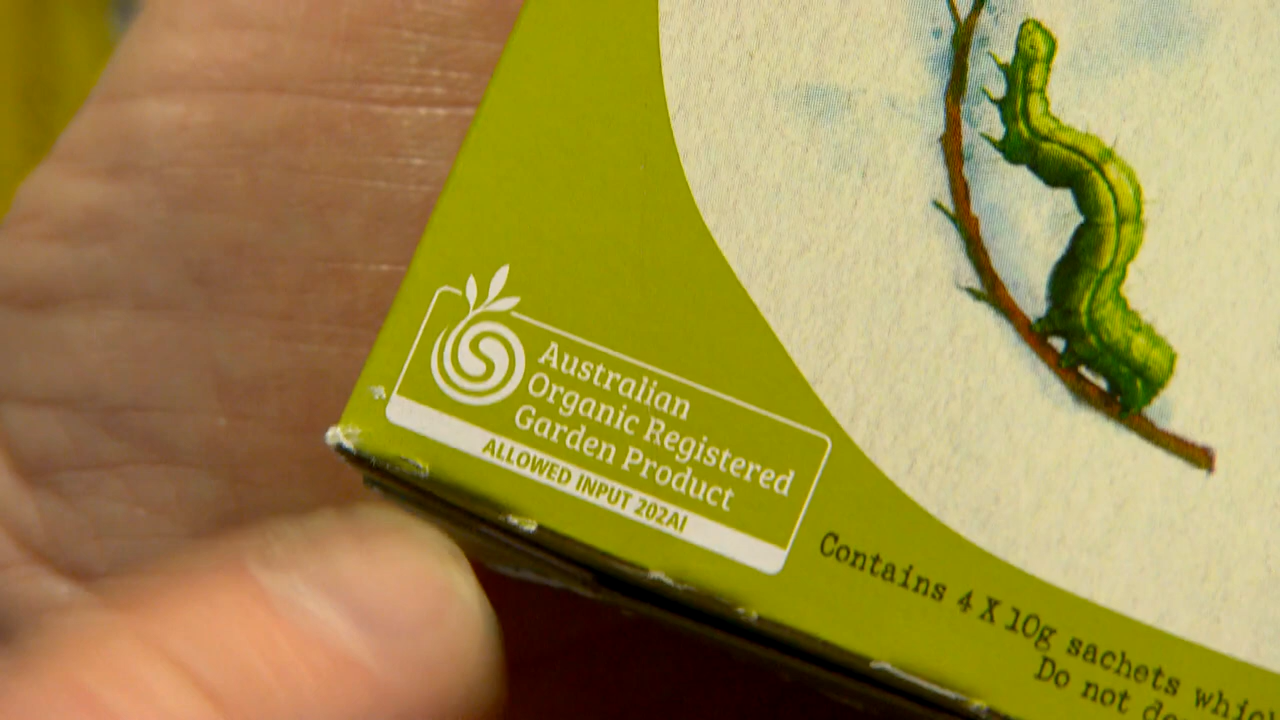 Australian
Organic Registered
Garden Product
ALLOWED INPUT 202AI
Contains 4 X 10g sachets
Do not